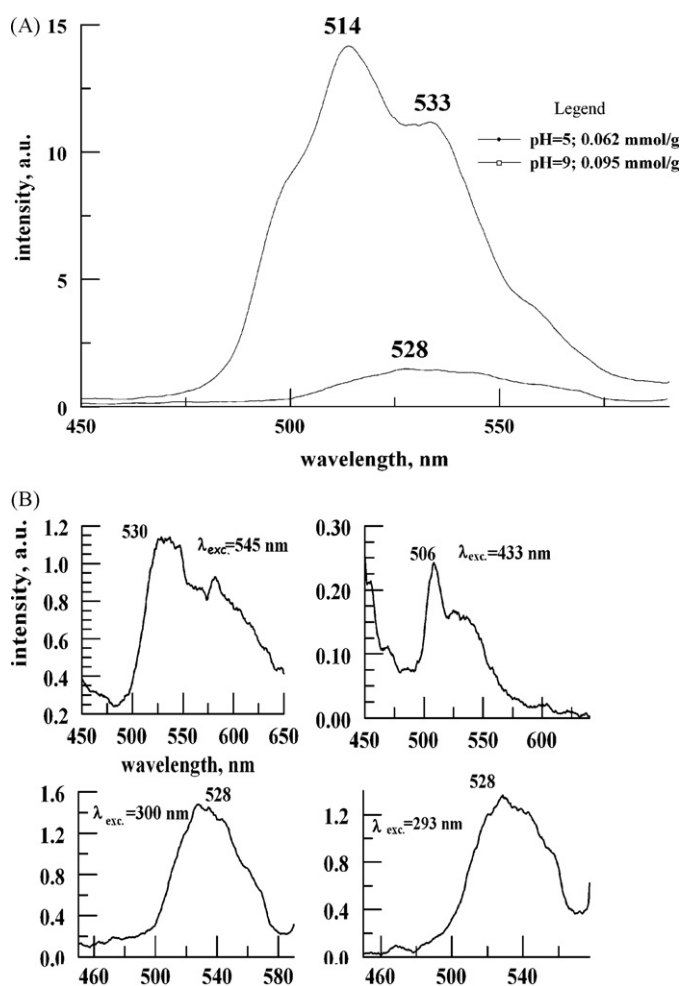 (A)
15
10
5
0
intensity, a.u.
514
533
528
Legend
pH=5; 0.062 mmol/g
pH=9; 0.095 mmol/g
450 500 550
wavelength, nm
(B)
1.2
1.0
0.8
0.6
0.4
0.2
intensity, a.u.
530
λexc.=545 nm
450 500 550 600 650
wavelength, nm
0.30
0.20
0.10
0.00
506
λexc.=433 nm
450 500 550 600
1.6
1.2
0.8
0.4
0.0
λ exc.=300 nm
528
460 500 540 580
1.2
0.8
0.4
0.0
528
λ exc.=293 nm
460 500 540